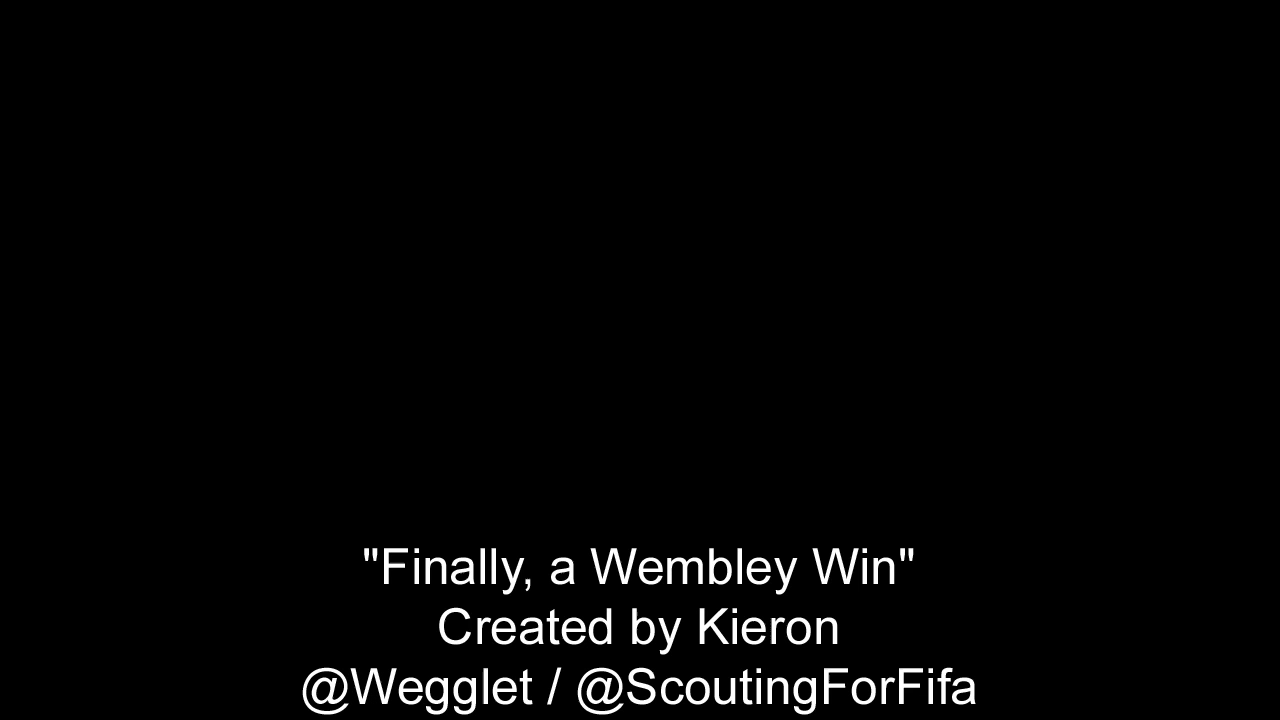 "Finally, a Wembley Win"
Created by Kieron
@Wegglet / @ScoutingForFifa